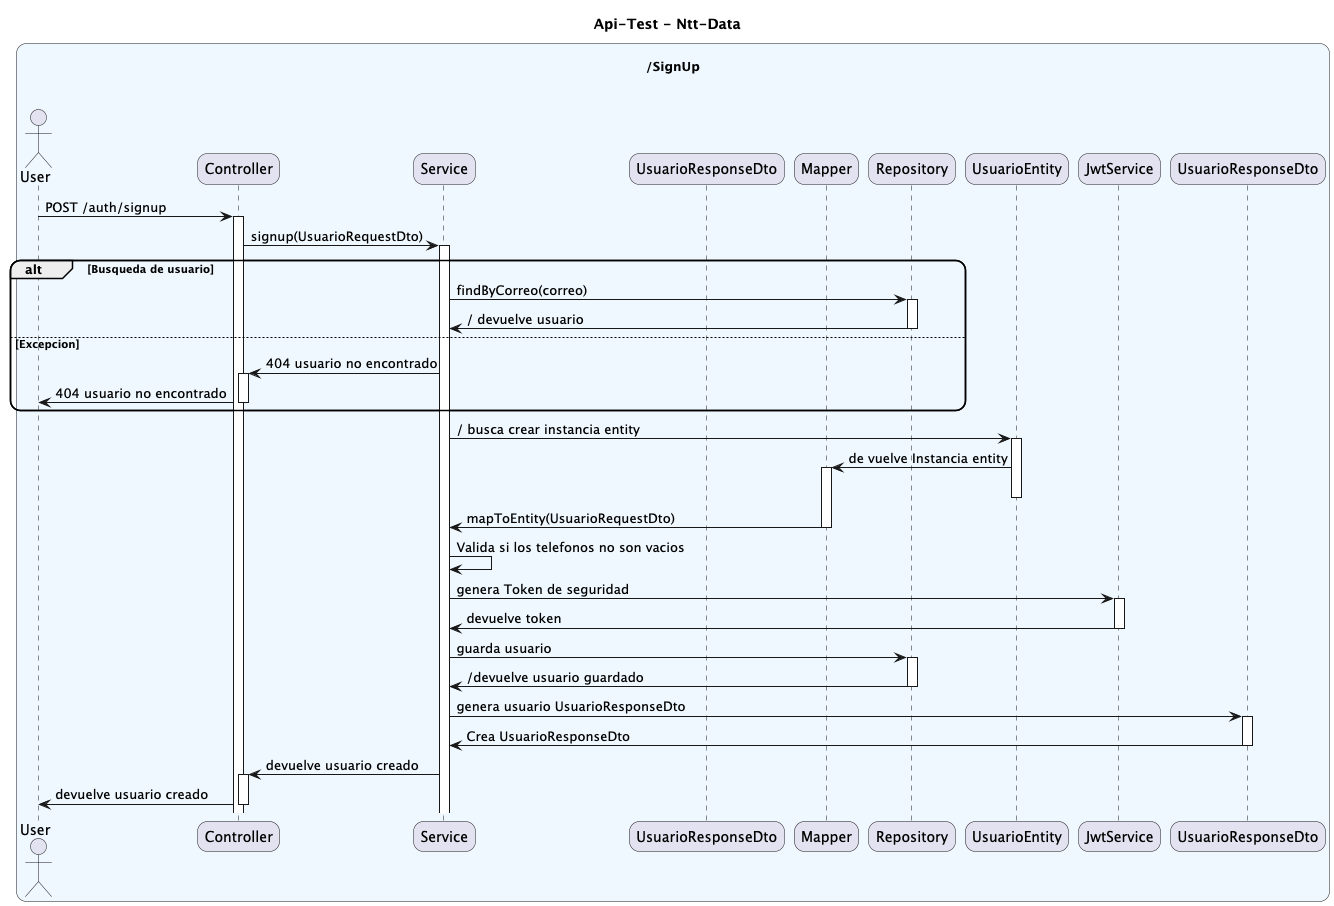 Api-Test - Ntt-Data
/SignUp
User
Controller
Service
UsuarioResponseDto
Mapper
Repository
UsuarioEntity
JwtService
UsuarioResponseDto
POST /auth/signup
signup(UsuarioRequestDto)
alt
[Busqueda de usuario]
findByCorreo(correo)
/ devuelve usuario
[Excepcion]
404 usuario no encontrado
404 usuario no encontrado
/ busca crear instancia entity
de vuelve Instancia entity
mapToEntity(UsuarioRequestDto)
Valida si los telefonos no son vacios
genera Token de seguridad
devuelve token
guarda usuario
/devuelve usuario guardado
genera usuario UsuarioResponseDto
Crea UsuarioResponseDto
devuelve usuario creado
devuelve usuario creado
User
Controller
Service
UsuarioResponseDto
Mapper
Repository
UsuarioEntity
JwtService
UsuarioResponseDto